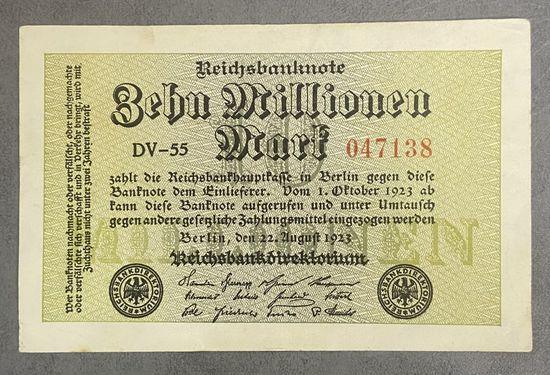 Reichsbanknote
Zehn Millionen
Mark
DV-55
047138
zahlt die Reichsbankhauptkasse in Berlin gegen diese
Banknote dem Einlieferer. Vom 1. Oktober 1923 ab
kann diese Banknote aufgerufen und unter Umtausch
gegen andere gesetzliche Zahlungsmittel eingezogen werden
Berlin, den 22. August 1923
Reichsbankdirektorium
Wer Banknoten nachmacht oder verfälscht, oder nachgemachte
oder verfälschte sich verschafft und in Verkehr bringt, wird mit
Zuchthaus nicht unter zwei Jahren bestraft
REICHSBANKDIREKTORIUM
REICHSBANKDIREKTORIUM